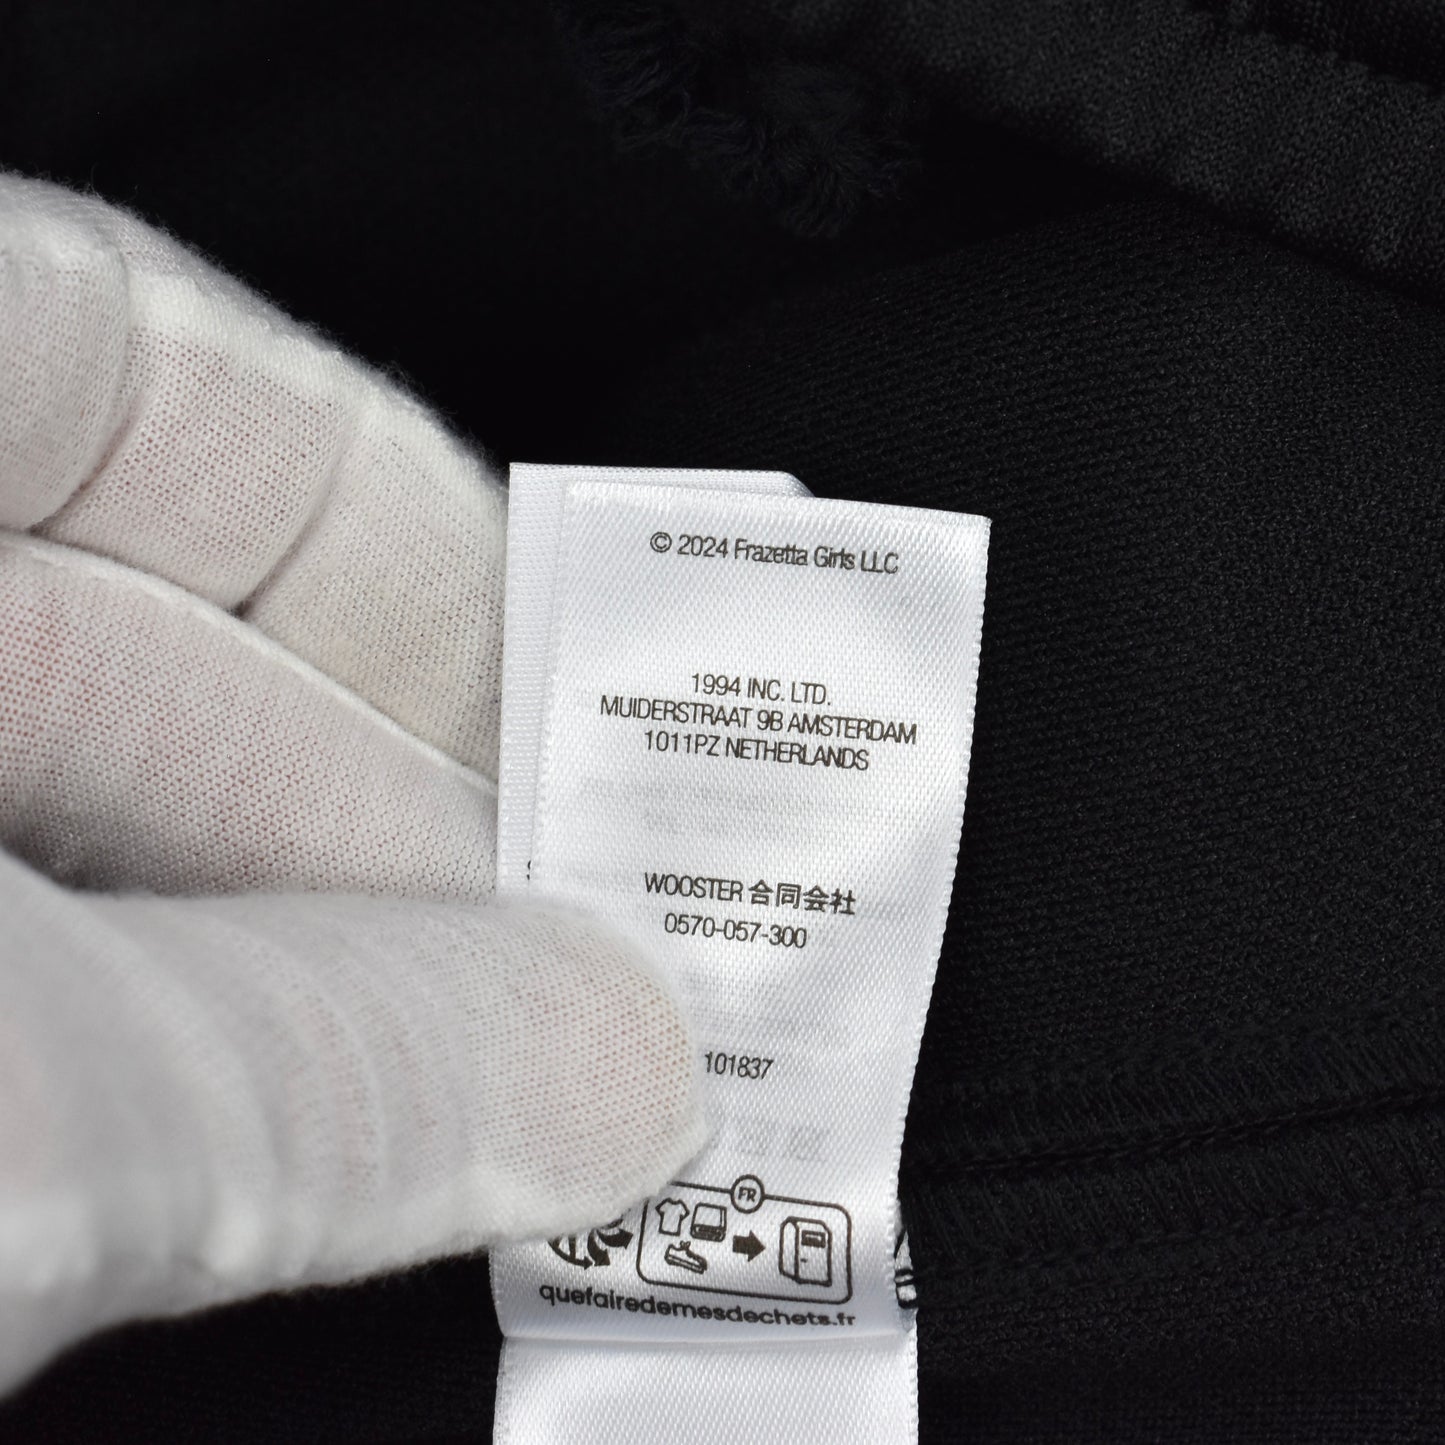 © 2024 Frazetta Girls LLC
1994 INC. LTD.
MUIDERSTRAAT 9B AMSTERDAM
1011PZ NETHERLANDS
WOOSTER 合同会社
0570-057-300
101837
FR
quefairedemesdechets.fr